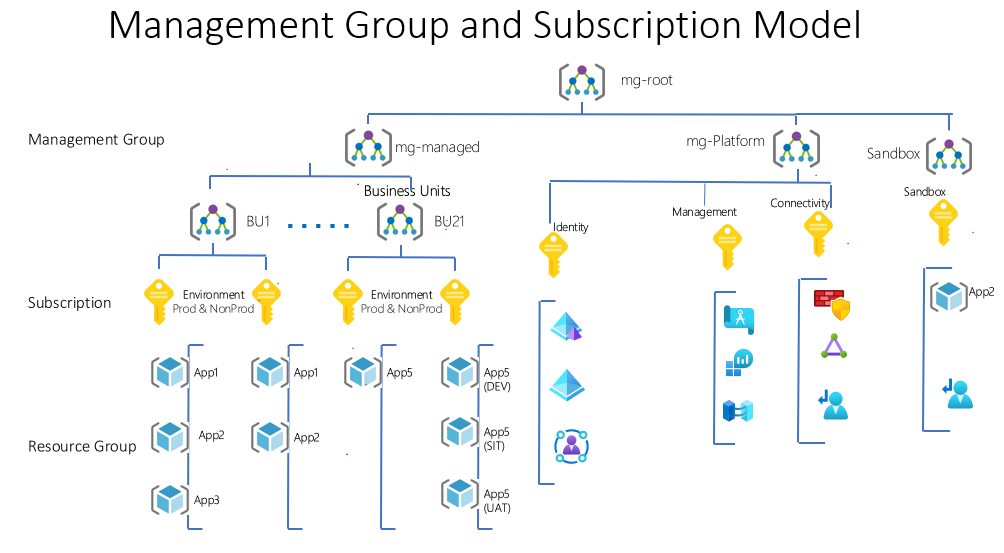 Management Group and Subscription Model
mg-root
Management Group
mg-managed
mg-Platform
Sandbox
Business Units
BU1
BU21
Identity
Management
Connectivity
Sandbox
Subscription
Environment
Prod & NonProd
Environment
Prod & NonProd
App2
App1
App1
App5
App5
(DEV)
Resource Group
App2
App2
App5
(SIT)
App3
App5
(UAT)